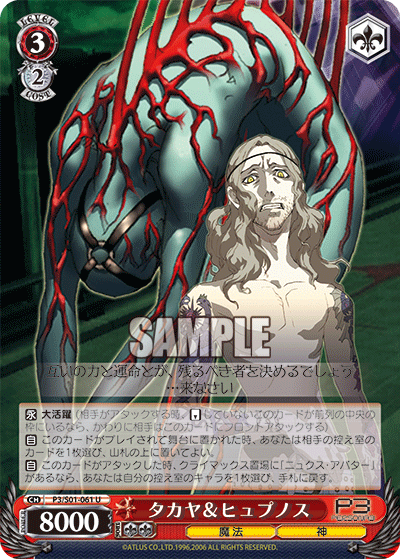 LEVEL
3
2
COST
SAMPLE
互いの力と運命とが、残るべき者を決めるでしょう
…来なさい
永 大活躍(相手がアタックする時、レストしていないこのカードが前列の中央の
枠にいるなら、かわりに相手はこのカードにフロントアタックする)
自 このカードがプレイされて舞台に置かれた時、あなたは相手の控え室の
カードを1枚選び、山札の上に置いてよい。
自 このカードがアタックした時、クライマックス置場に「ニュクス・アバター」
があるなら、あなたは自分の控え室のキャラを1枚選び、手札に戻す。
CH
P3/S01-061 U
8000
タカヤ&ヒュプノス
魔法
神
P3
©ATLUS CO.,LTD.1996,2006 ALL RIGHTS RESERVED.